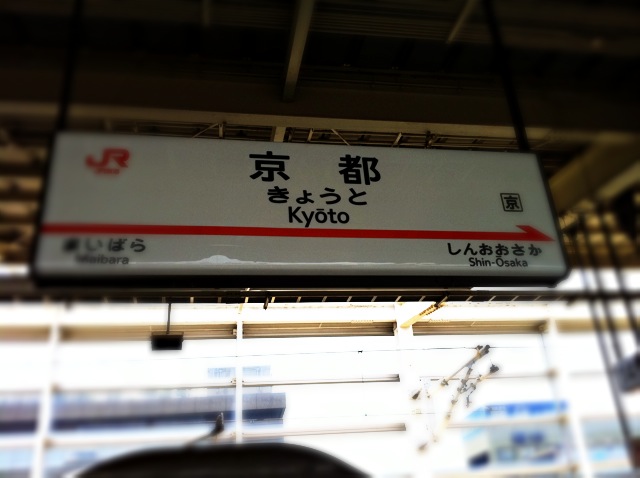 JR
京都
きょうと
Kyōto
京
まいばら
Maibara
しんおおさか
Shin-Ōsaka